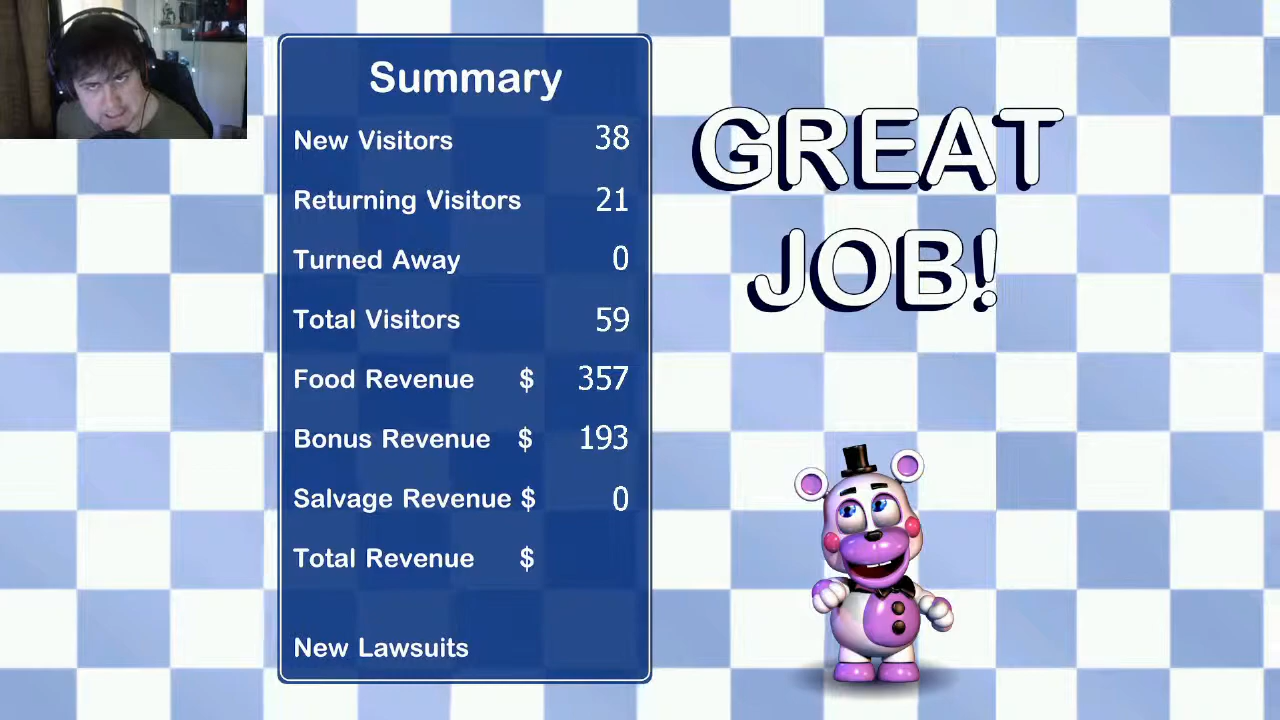 Summary
New Visitors 38
Returning Visitors 21
Turned Away 0
Total Visitors 59
Food Revenue $ 357
Bonus Revenue $ 193
Salvage Revenue $ 0
Total Revenue $
New Lawsuits
GREAT
JOB!